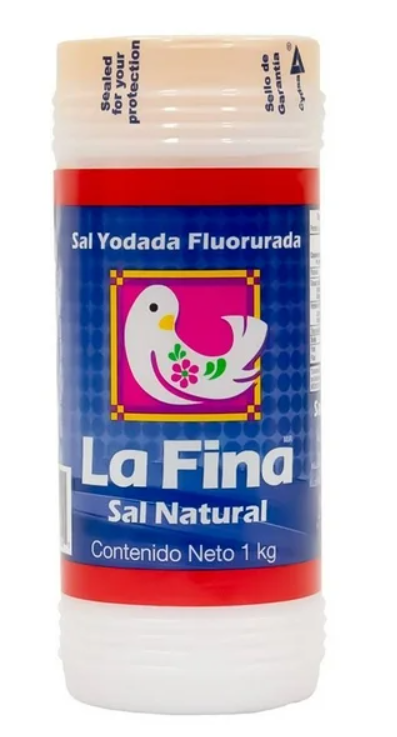 Sealed
for your
protection
Sello de
Garantía
®
Sal Yodada Fluorurada
La Fina
Sal Natural
Contenido Neto 1 kg